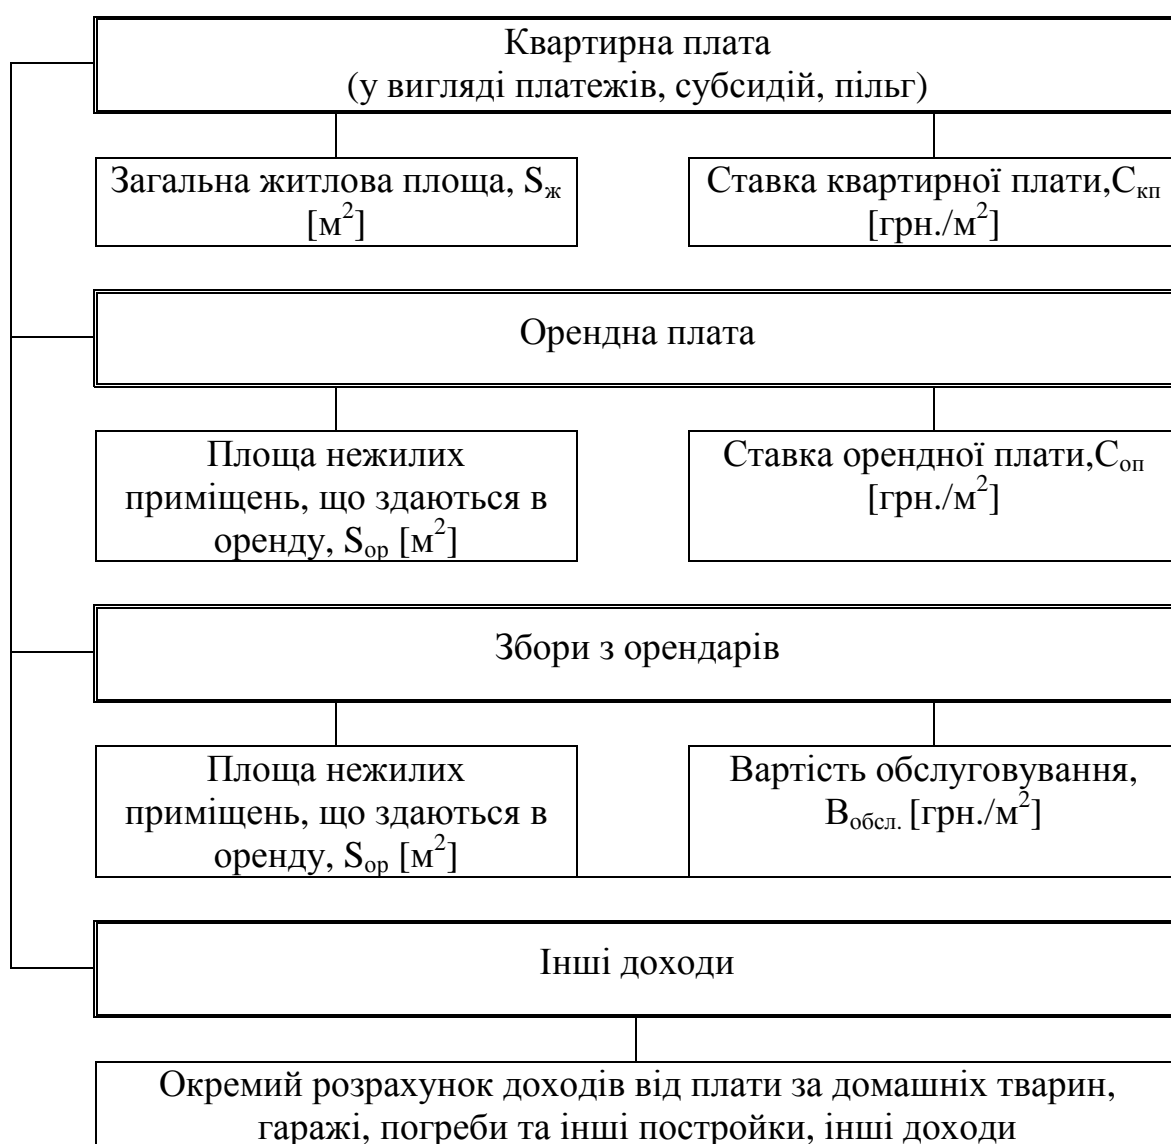 Квартирна плата
(у вигляді платежів, субсидій, пільг)
Загальна житлова площа, Sж
[м²]
Ставка квартирної плати,Скп
[грн./м²]
Орендна плата
Площа нежилих
приміщень, що здаються в
оренду, Sор [м²]
Ставка орендної плати,Соп
[грн./м²]
Збори з орендарів
Площа нежилих
приміщень, що здаються в
оренду, Sор [м²]
Вартість обслуговування,
Вобсл. [грн./м²]
Інші доходи
Окремий розрахунок доходів від плати за домашніх тварин,
гаражі, погреби та інші постройки, інші доходи